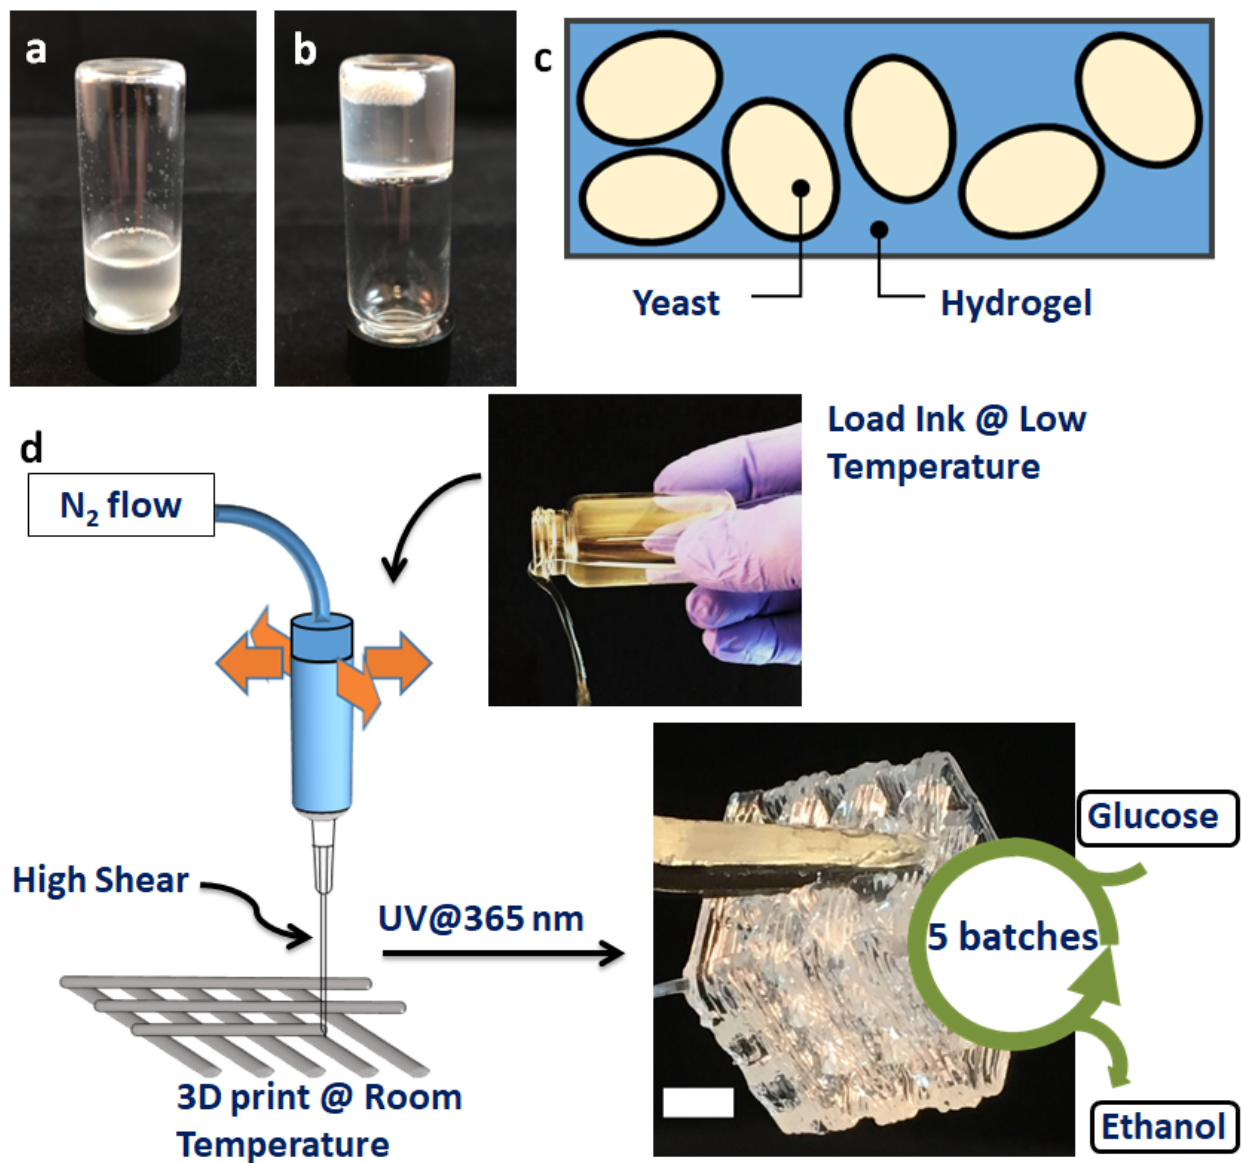 a
b
c
Yeast
Hydrogel
d
N₂ flow
Load Ink @ Low
Temperature
High Shear
UV@365 nm
3D print @ Room
Temperature
Glucose
5 batches
Ethanol